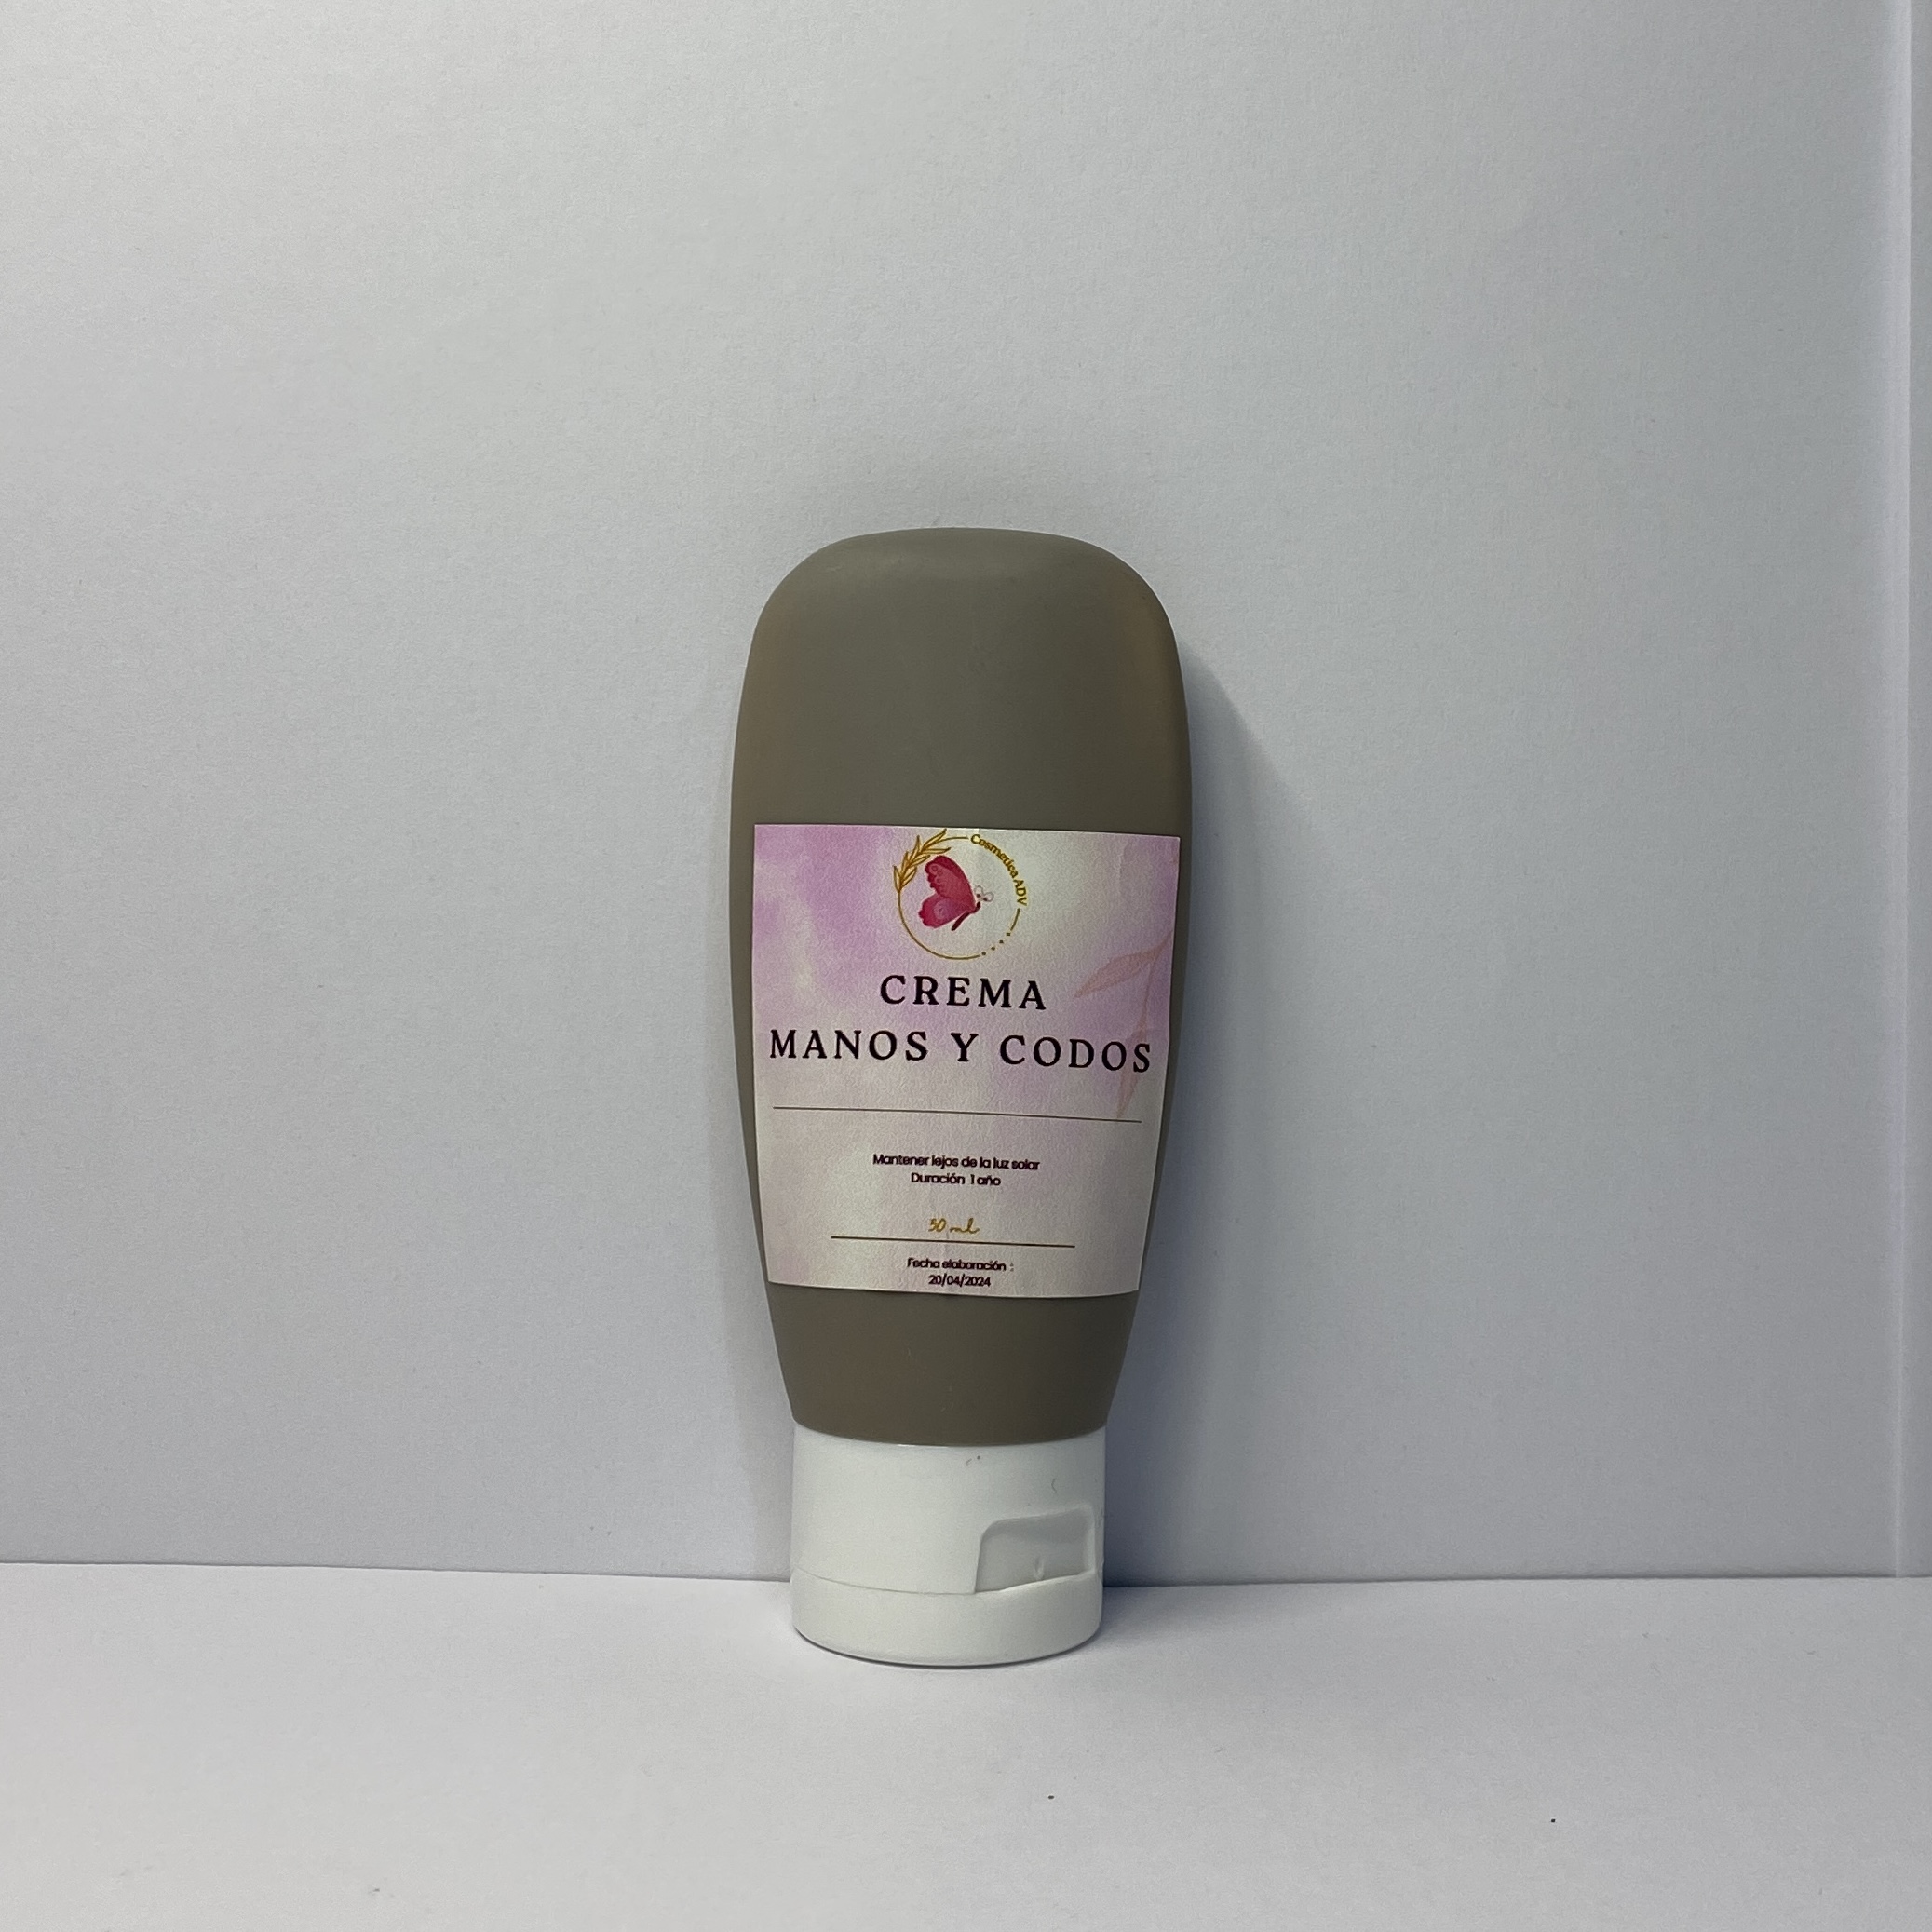 Cosmetica ADV
CREMA
MANOS Y CODOS
Mantener lejos de la luz solar
Duración 1 año
50 ml
Fecha elaboración :
20/04/2024